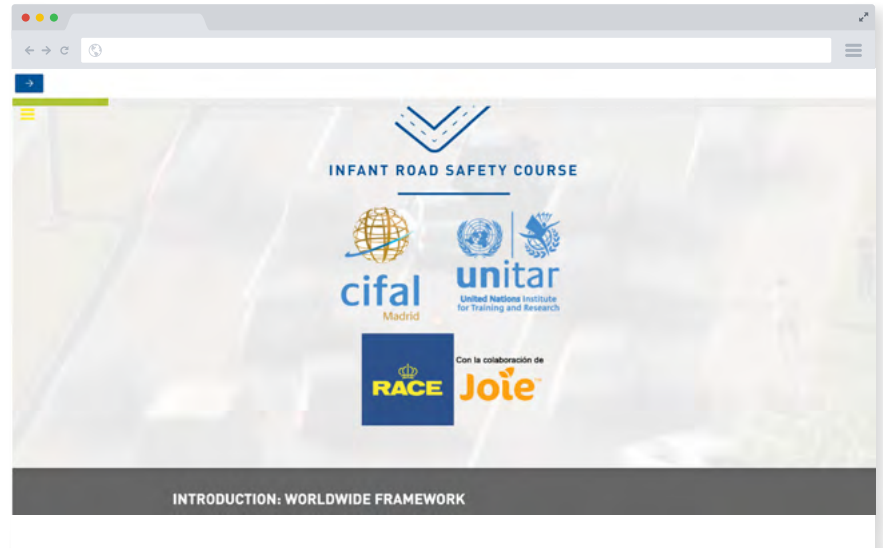 INFANT ROAD SAFETY COURSE
cifal
Madrid
unitar
United Nations Institute
for Training and Research
RACE
Con la colaboración de
Joie™
INTRODUCTION: WORLDWIDE FRAMEWORK